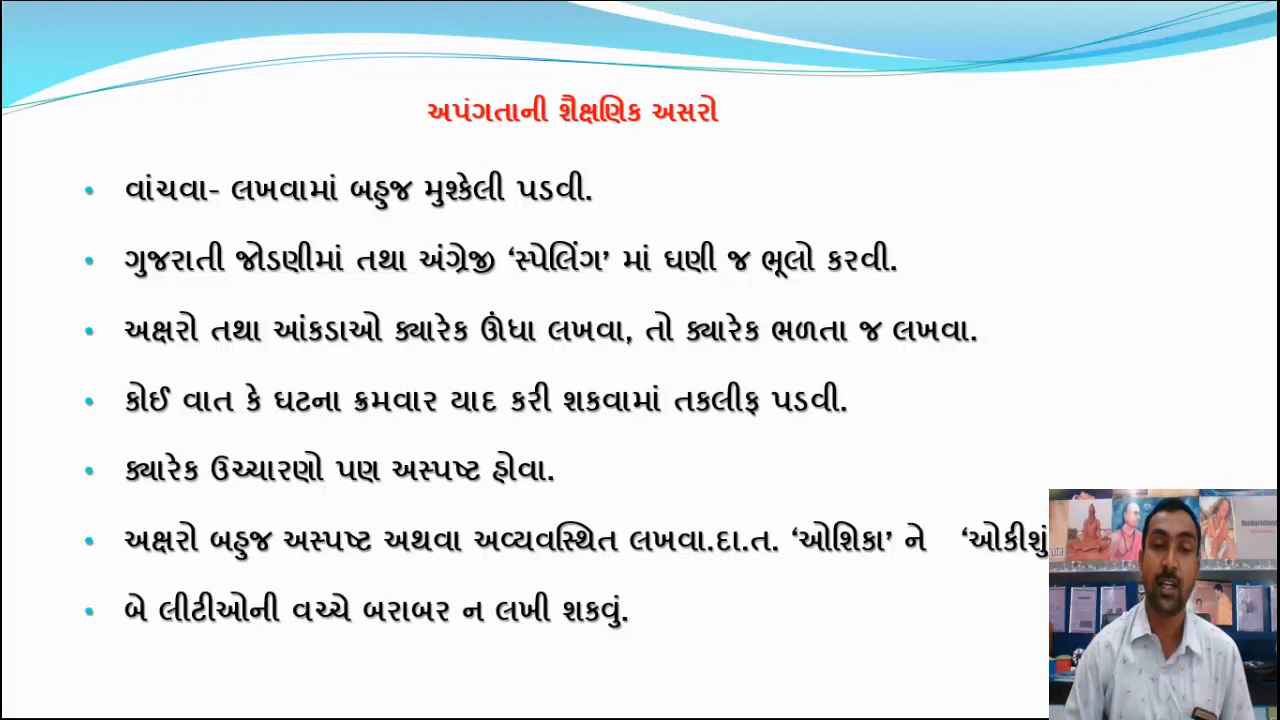 અપંગતાની શૈક્ષણિક અસરો
• વાંચવા- લખવામાં બહુજ મુશ્કેલી પડવી.
• ગુજરાતી જોડણીમાં તથા અંગ્રેજી ‘સ્પેલિંગ’ માં ઘણી જ ભૂલો કરવી.
• અક્ષરો તથા આંકડાઓ ક્યારેક ઊંધા લખવા, તો ક્યારેક ભળતા જ લખવા.
• કોઈ વાત કે ઘટના ક્રમવાર યાદ કરી શકવામાં તકલીફ પડવી.
• ક્યારેક ઉચ્ચારણો પણ અસ્પષ્ટ હોવા.
• અક્ષરો બહુજ અસ્પષ્ટ અથવા અવ્યવસ્થિત લખવા.દા.ત. ‘ઓશિકા’ ને ‘ઓકીશું
• બે લીટીઓની વચ્ચે બરાબર ન લખી શકવું.